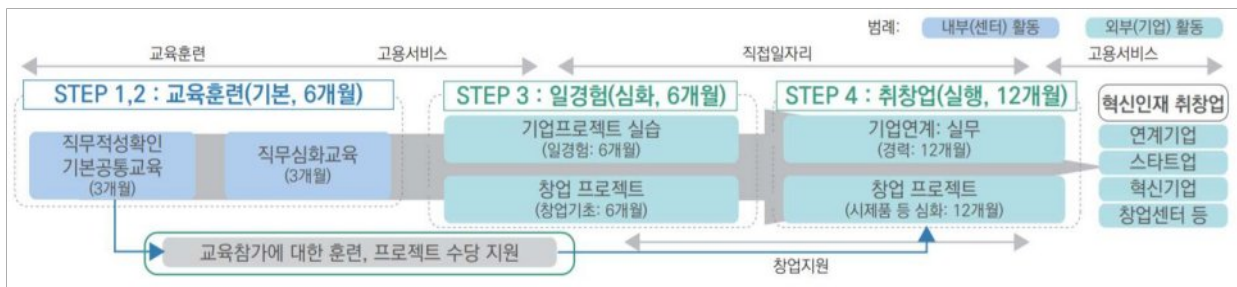 범례: 내부(센터) 활동 외부(기업) 활동
교육훈련 고용서비스 직접일자리 고용서비스
STEP 1,2 : 교육훈련(기본, 6개월)
직무적성확인
기본공통교육
(3개월)
직무심화교육
(3개월)
STEP 3 : 일경험(심화, 6개월)
기업프로젝트 실습
(일경험: 6개월)
창업 프로젝트
(창업기초: 6개월)
STEP 4 : 취창업(실행, 12개월)
기업연계: 실무
(경력: 12개월)
창업 프로젝트
(시제품 등 심화: 12개월)
혁신인재 취창업
연계기업
스타트업
혁신기업
창업센터 등
교육참가에 대한 훈련, 프로젝트 수당 지원
창업지원